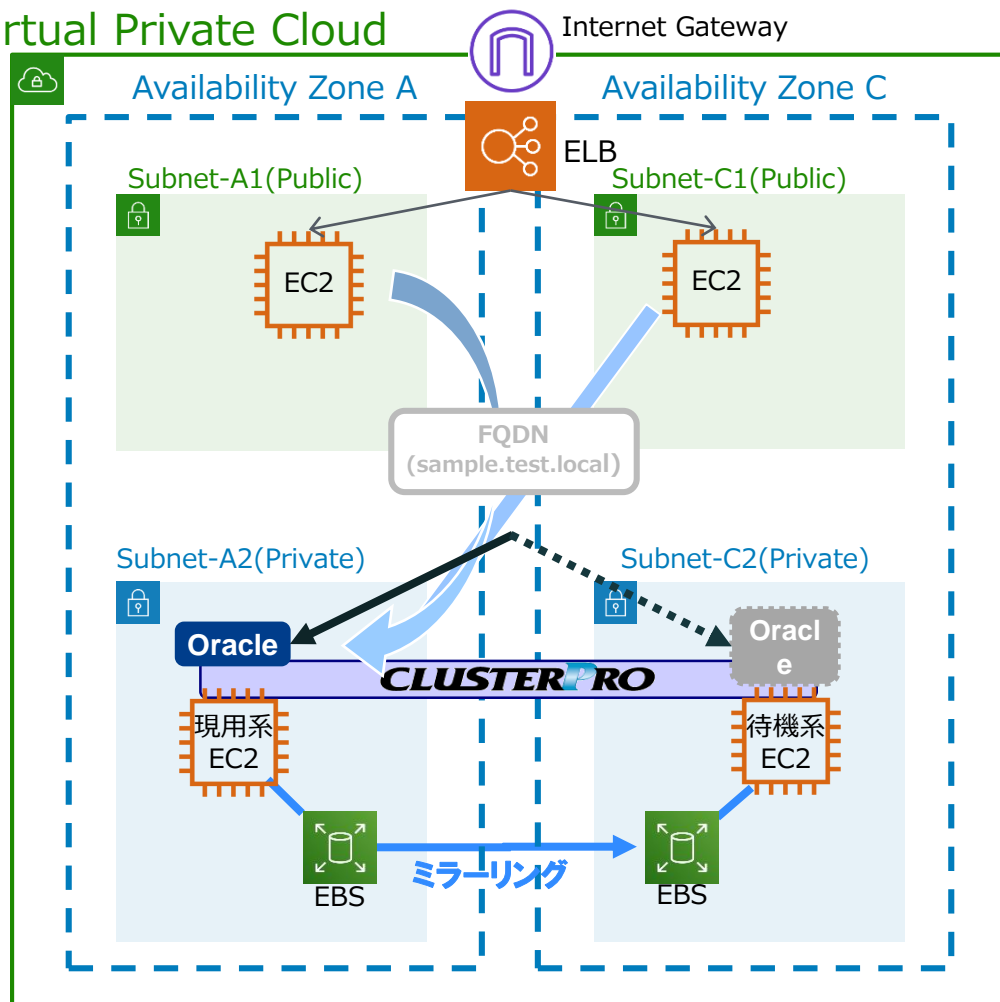 rtual Private Cloud
Internet Gateway
Availability Zone A
Availability Zone C
ELB
Subnet-A1(Public)
Subnet-C1(Public)
EC2
EC2
FQDN
(sample.test.local)
Subnet-A2(Private)
Subnet-C2(Private)
Oracle
Oracl
e
CLUSTERPRO
現用系
EC2
待機系
EC2
ミラーリング
EBS
EBS